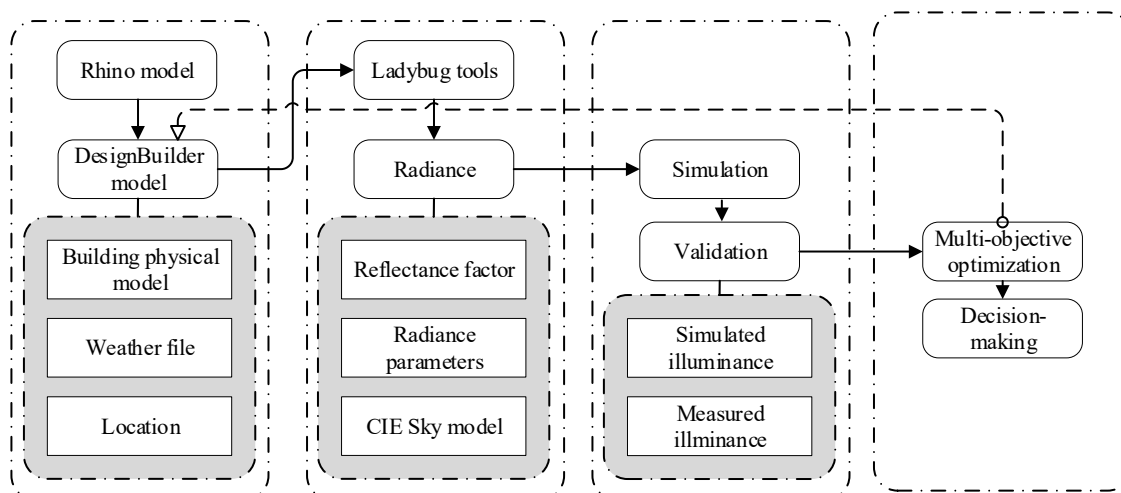 Rhino model
DesignBuilder
model
Building physical
model
Weather file
Location
Ladybug tools
Radiance
Reflectance factor
Radiance
parameters
CIE Sky model
Simulation
Validation
Simulated
illuminance
Measured
illminance
Multi-objective
optimization
Decision-
making